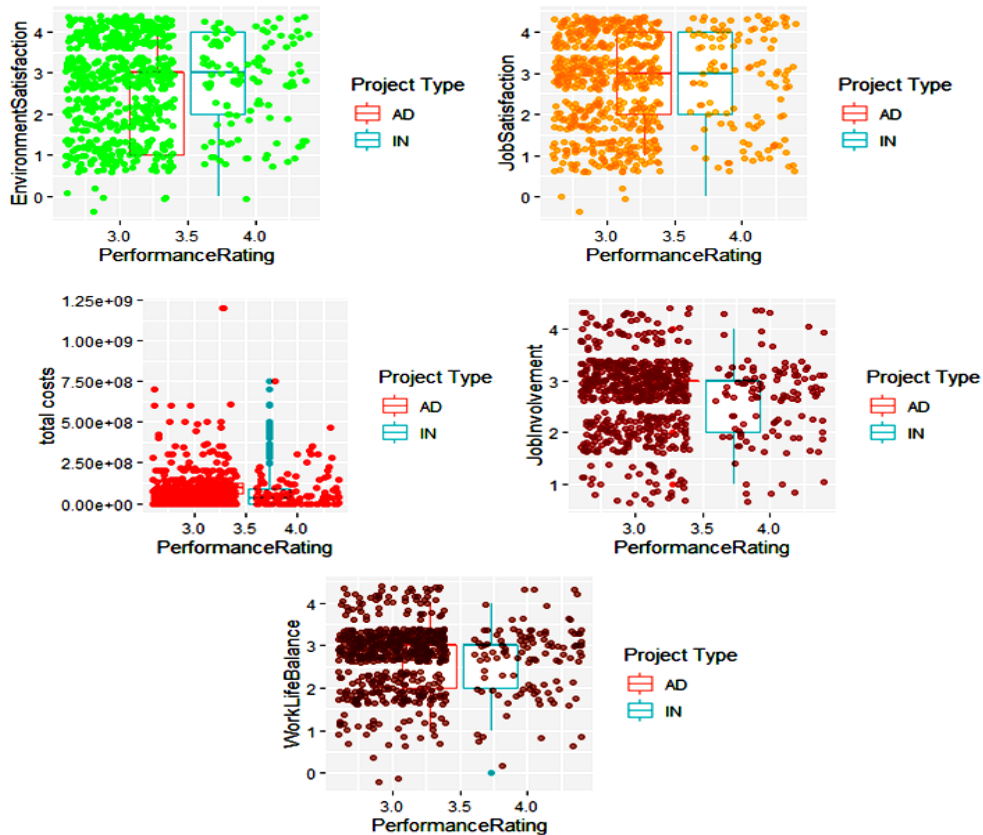 EnvironmentSatisfaction
4
3
2
1
0
3.0 3.5 4.0
PerformanceRating
Project Type
AD
IN
JobSatisfaction
4
3
2
1
0
3.0 3.5 4.0
PerformanceRating
Project Type
AD
IN
total costs
1.25e+09
1.00e+09
7.50e+08
5.00e+08
2.50e+08
0.00e+00
3.0 3.5 4.0
PerformanceRating
Project Type
AD
IN
JobInvolvement
4
3
2
1
3.0 3.5 4.0
PerformanceRating
Project Type
AD
IN
WorkLifeBalance
4
3
2
1
0
3.0 3.5 4.0
PerformanceRating
Project Type
AD
IN